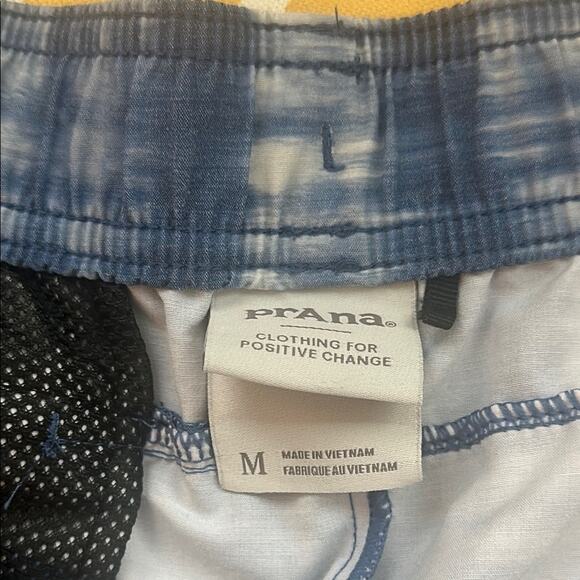 prAna®
CLOTHING FOR
POSITIVE CHANGE
M
MADE IN VIETNAM
FABRIQUE AU VIETNAM